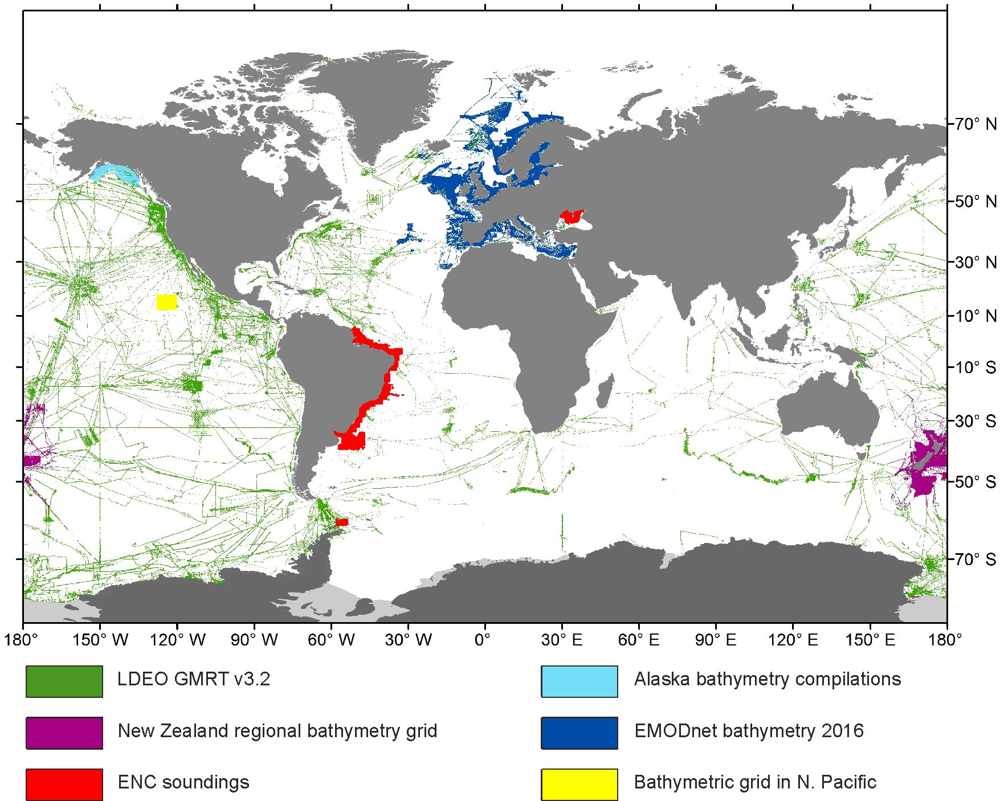 70° N
50° N
30° N
10° N
10° S
30° S
50° S
70° S
180° 150° W 120° W 90° W 60° W 30° W 0° 30° E 60° E 90° E 120° E 150° E 180°
LDEO GMRT v3.2
Alaska bathymetry compilations
New Zealand regional bathymetry grid
EMODnet bathymetry 2016
ENC soundings
Bathymetric grid in N. Pacific